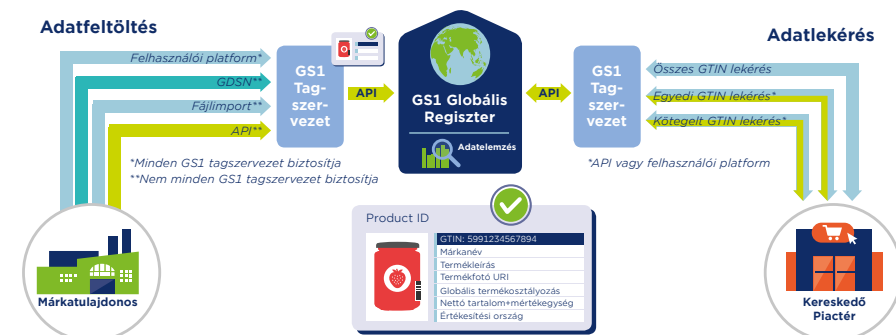 Adatfeltöltés
Felhasználói platform*
GDSN**
Fájlimport**
API**
*Minden GS1 tagszervezet biztosítja
**Nem minden GS1 tagszervezet biztosítja
Márkatulajdonos
GS1
Tag-
szer-
vezet
API
GS1 Globális
Regiszter
Adatelemzés
API
GS1
Tag-
szer-
vezet
Adatlekérés
Összes GTIN lekérés
Egyedi GTIN lekérés*
Kötegelt GTIN lekérés*
*API vagy felhasználói platform
Kereskedő
Piactér
Product ID
GTIN: 5991234567894
Márkanév
Termékleírás
Termékfotó URI
Globális termékosztályozás
Nettó tartalom+mértékegység
Értékesítési ország